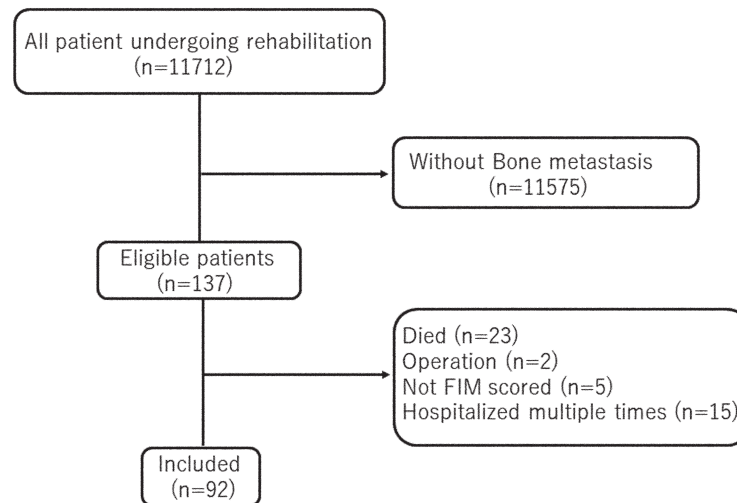 All patient undergoing rehabilitation
(n=11712)
Without Bone metastasis
(n=11575)
Eligible patients
(n=137)
Died (n=23)
Operation (n=2)
Not FIM scored (n=5)
Hospitalized multiple times (n=15)
Included
(n=92)